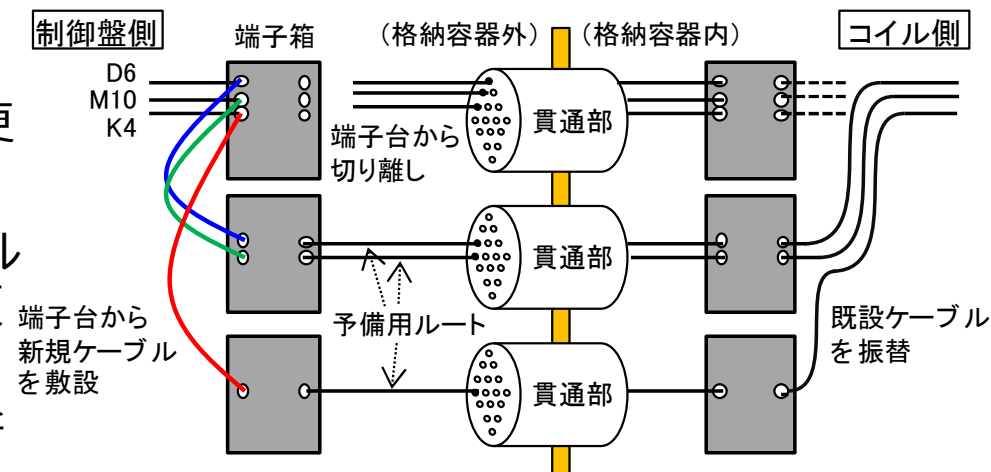 制御盤側
端子箱
（格納容器外）
（格納容器内）
コイル側
D6
M10
K4
更
端子台から
切り離し
貫通部
ル
貫通部
端子台から
新規ケーブル
を敷設
予備用ルート
既設ケーブル
を振替
貫通部